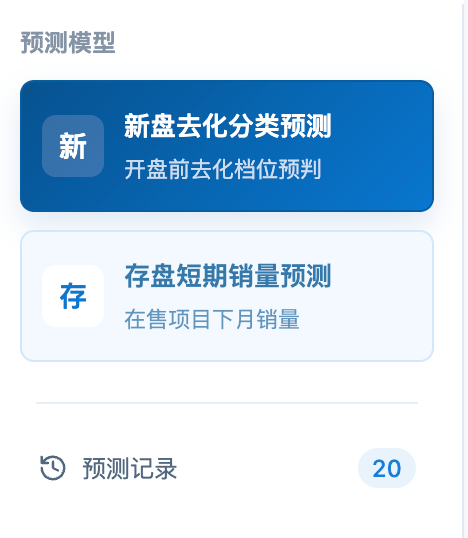 预测模型
新
新盘去化分类预测
开盘前去化档位预判
存
存盘短期销量预测
在售项目下月销量
预测记录
20